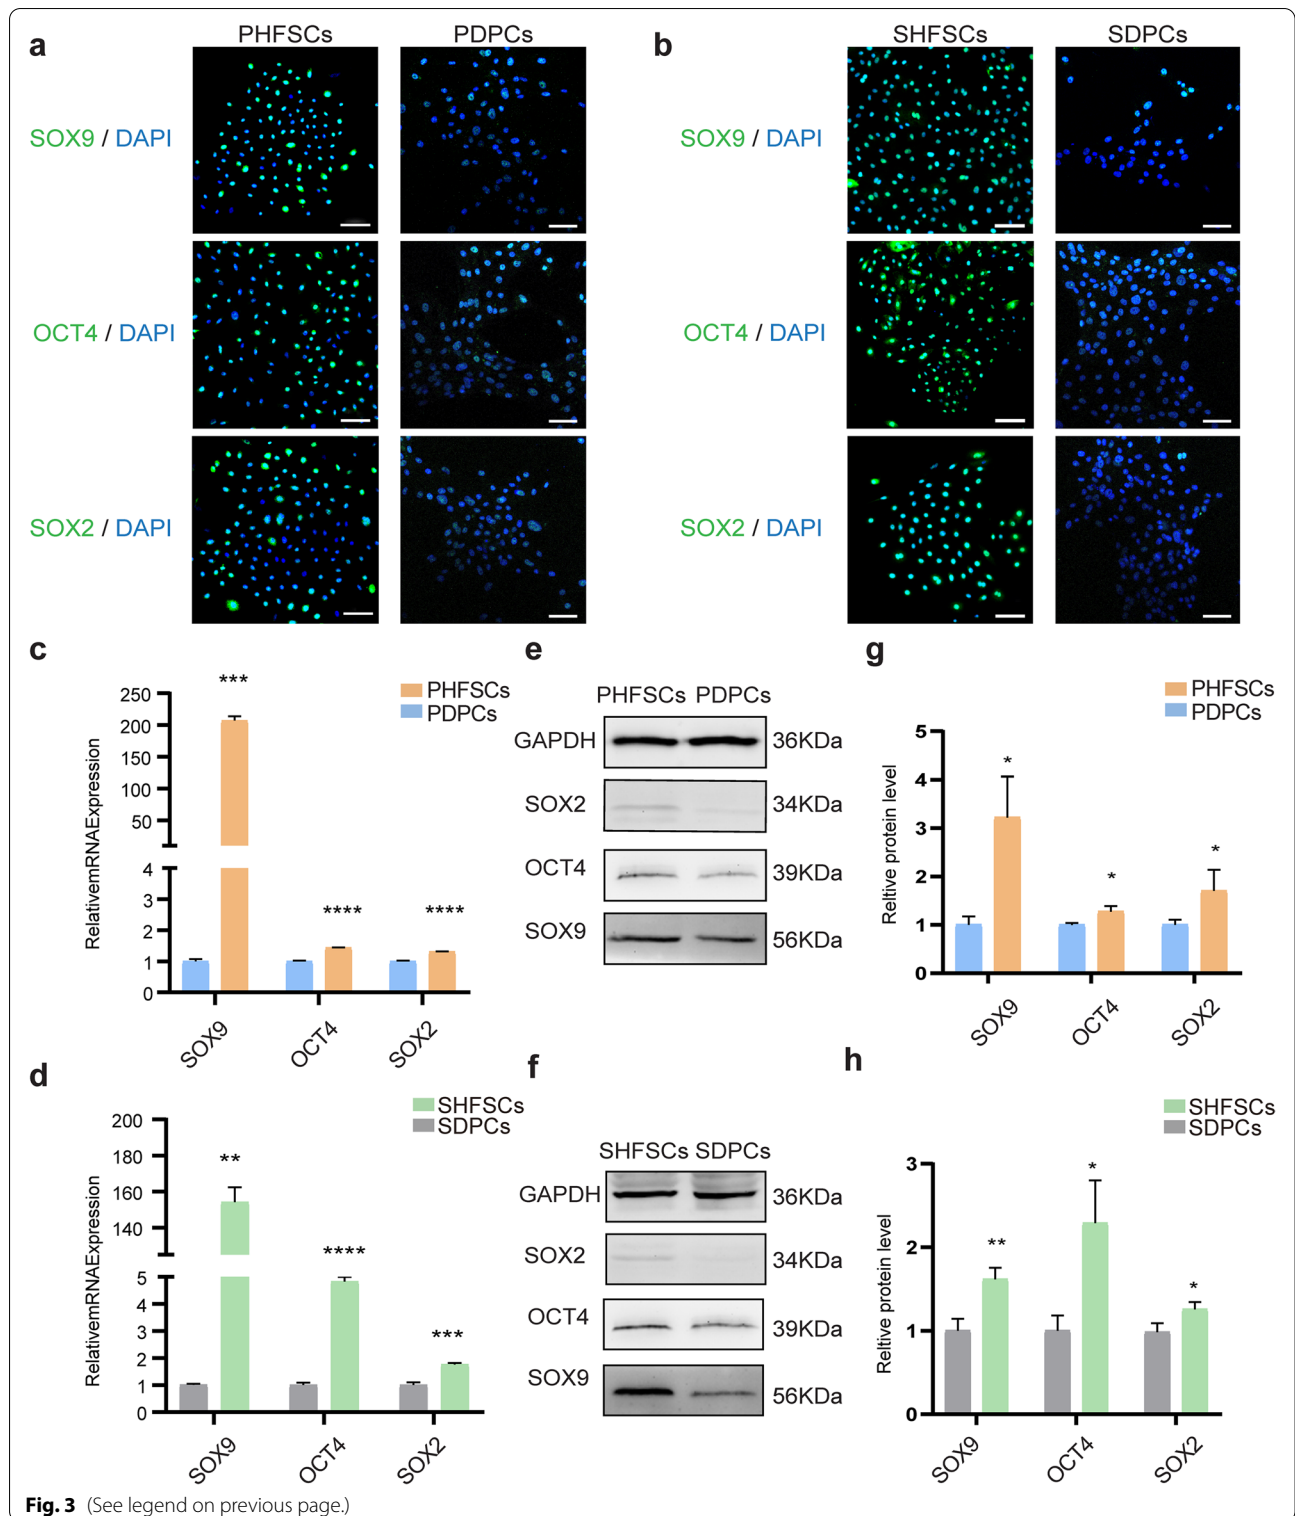 a
PHFSCs
PDPCs
SOX9 / DAPI
OCT4 / DAPI
SOX2 / DAPI
b
SHFSCs
SDPCs
SOX9 / DAPI
OCT4 / DAPI
SOX2 / DAPI
c
RelativemRNAExpression
250
200
150
100
50
4
3
2
1
0
***
****
****
PHFSCs
PDPCs
SOX9
OCT4
SOX2
e
PHFSCs PDPCs
GAPDH 36KDa
SOX2 34KDa
OCT4 39KDa
SOX9 56KDa
g
PHFSCs
PDPCs
Reltive protein level
5
4
3
2
1
0
*
*
*
SOX9
OCT4
SOX2
d
RelativemRNAExpression
200
180
160
140
5
4
3
2
1
0
**
****
***
SHFSCs
SDPCs
SOX9
OCT4
SOX2
f
SHFSCs SDPCs
GAPDH 36KDa
SOX2 34KDa
OCT4 39KDa
SOX9 56KDa
h
SHFSCs
SDPCs
Reltive protein level
3
2
1
0
**
*
*
SOX9
OCT4
SOX2
Fig. 3 (See legend on previous page.)